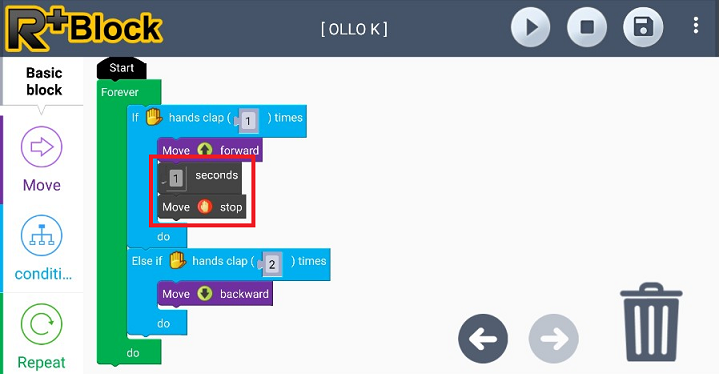 R+Block
[ OLLO K ]
Basic
block
Move
conditi...
Repeat
Start
Forever
If hands clap ( 1 ) times
Move forward
1 seconds
Move stop
do
Else if hands clap ( 2 ) times
Move backward
do
do